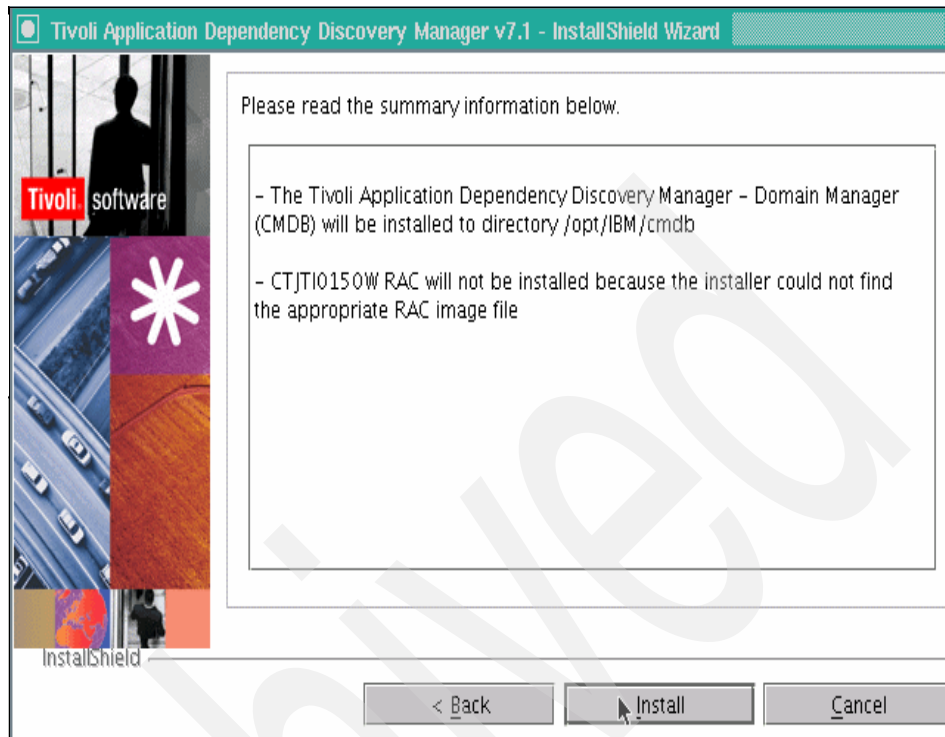 Tivoli Application Dependency Discovery Manager v7.1 - InstallShield Wizard
Please read the summary information below.
Tivoli software
– The Tivoli Application Dependency Discovery Manager – Domain Manager
(CMDB) will be installed to directory /opt/IBM/cmdb
– CTJTI0150W RAC will not be installed because the installer could not find
the appropriate RAC image file
InstallShield
< Back
Install
Cancel
hived